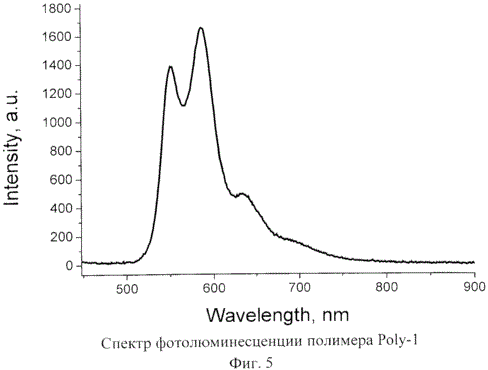 1800
1600
1400
1200
1000
800
600
400
200
0
Intensity, a.u.
500 600 700 800 900
Wavelength, nm
Спектр фотолюминесценции полимера Poly-1
Фиг. 5